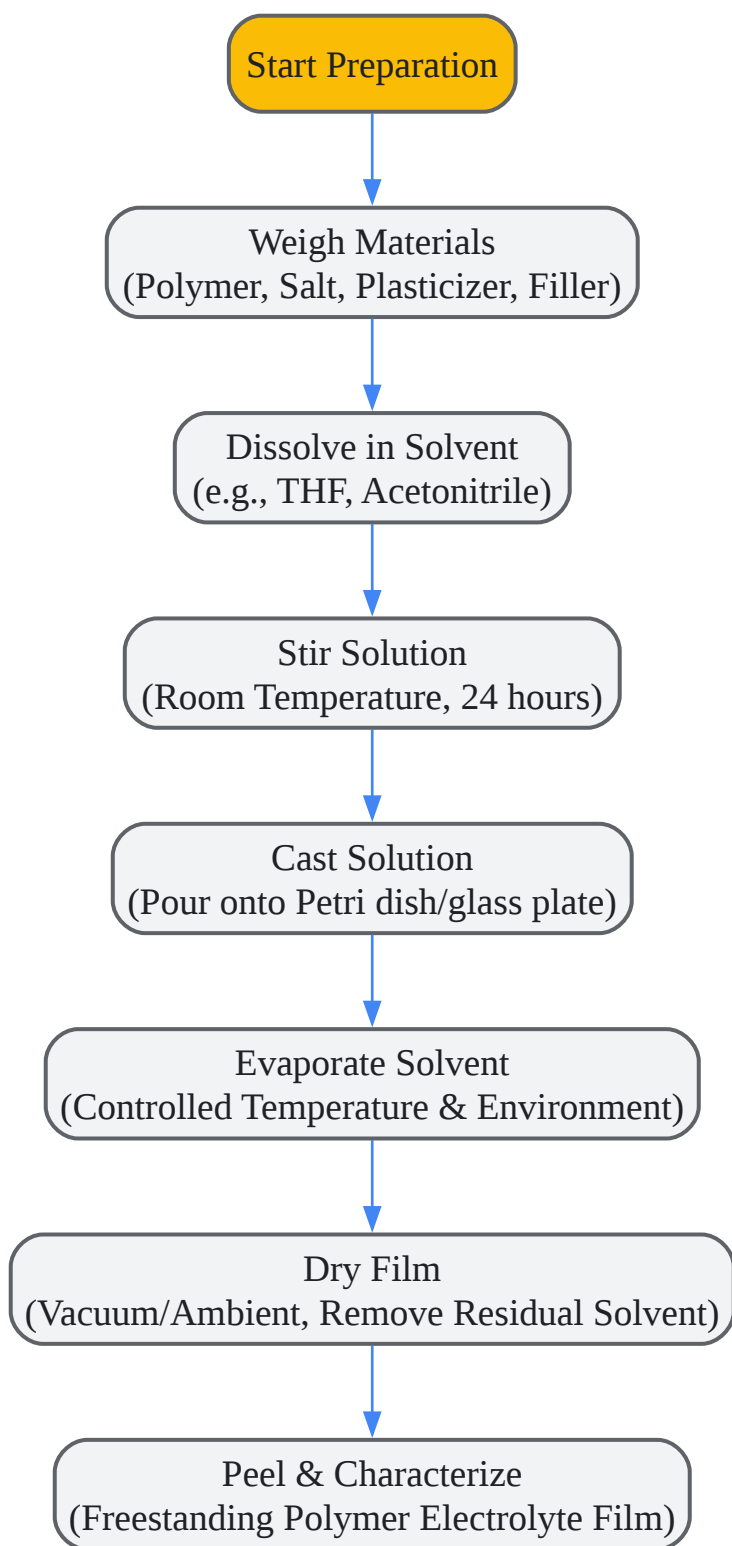 Start Preparation
Weigh Materials
(Polymer, Salt, Plasticizer, Filler)
Dissolve in Solvent
(e.g., THF, Acetonitrile)
Stir Solution
(Room Temperature, 24 hours)
Cast Solution
(Pour onto Petri dish/glass plate)
Evaporate Solvent
(Controlled Temperature & Environment)
Dry Film
(Vacuum/Ambient, Remove Residual Solvent)
Peel & Characterize
(Freestanding Polymer Electrolyte Film)